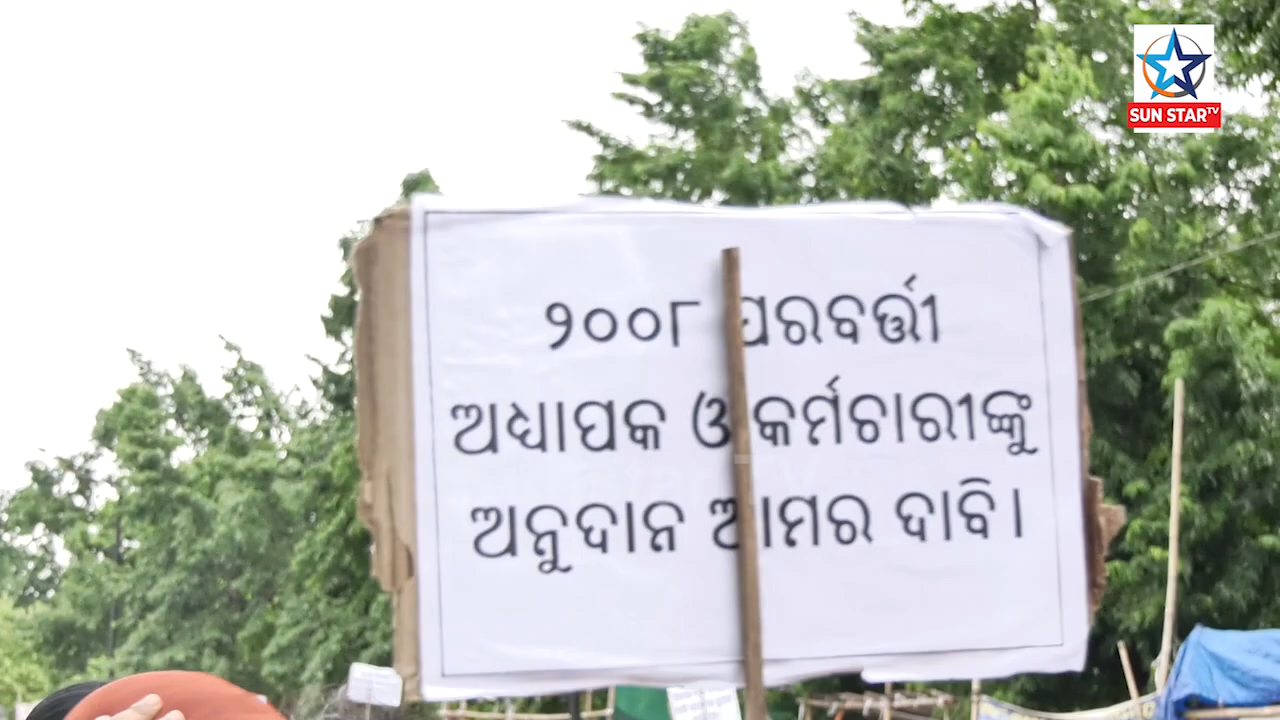 SUN STAR TV
୨୦୦୮ ପରବର୍ତ୍ତୀ
ଅଧ୍ୟାପକ ଓ କର୍ମଚାରୀଙ୍କୁ
ଅନୁଦାନ ଆମର ଦାବି।